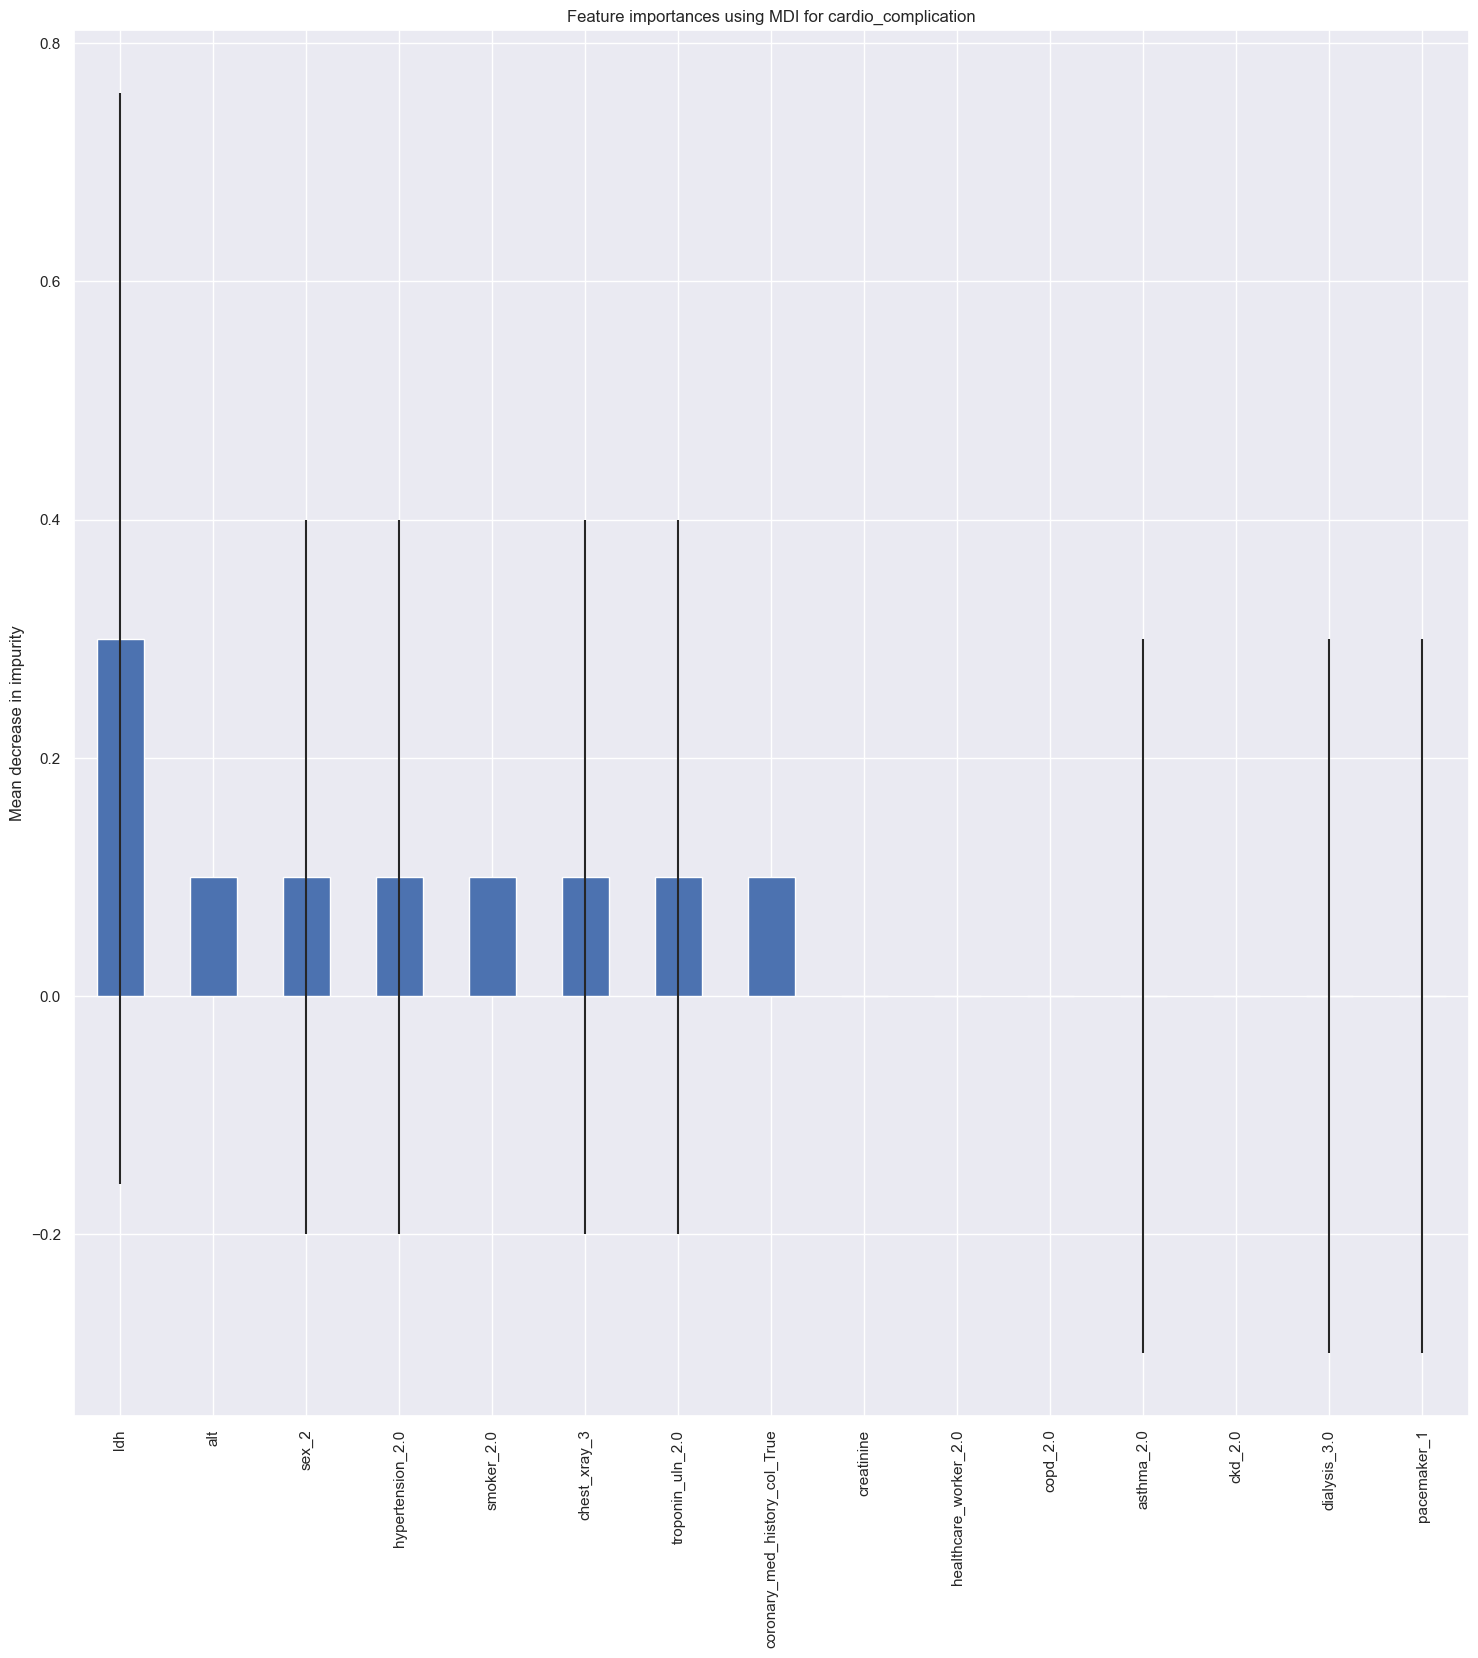 Feature importances using MDI for cardio_complication
Mean decrease in impurity
0.8
0.6
0.4
0.2
0.0
−0.2
ldh
alt
sex_2
hypertension_2.0
smoker_2.0
chest_xray_3
troponin_uln_2.0
coronary_med_history_col_True
creatinine
healthcare_worker_2.0
copd_2.0
asthma_2.0
ckd_2.0
dialysis_3.0
pacemaker_1